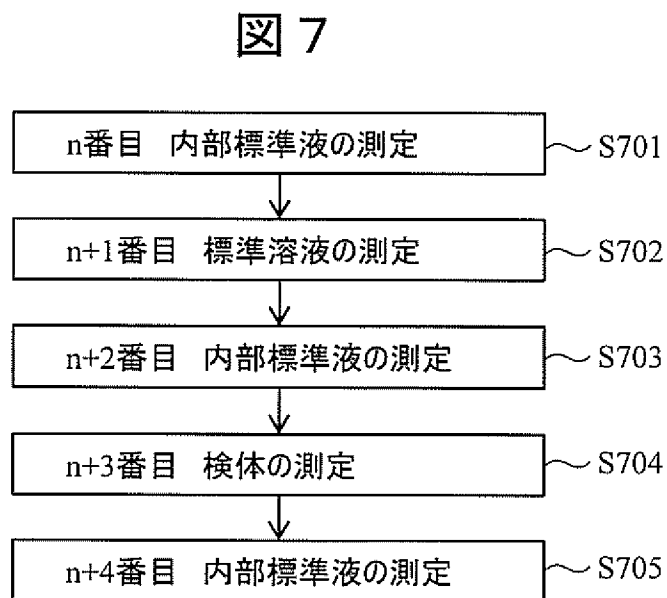 図７
n番目 内部標準液の測定 S701
n+1番目 標準溶液の測定 S702
n+2番目 内部標準液の測定 S703
n+3番目 検体の測定 S704
n+4番目 内部標準液の測定 S705